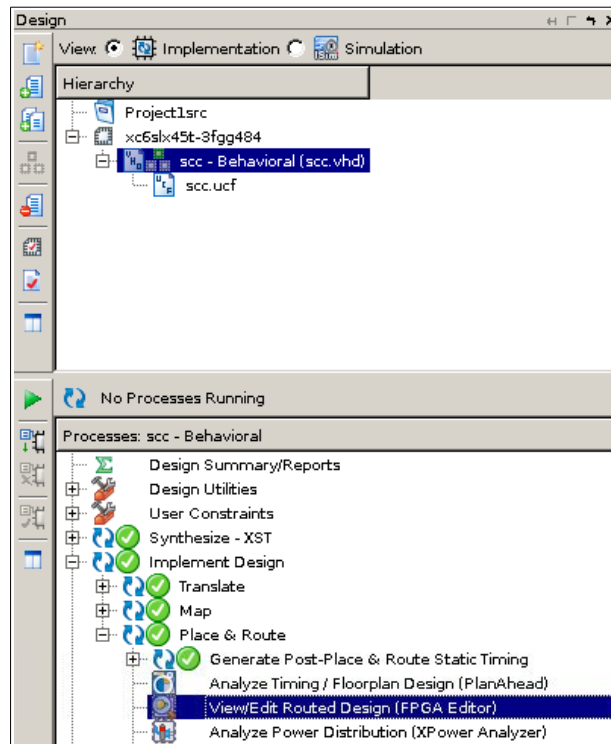 Design
View: Implementation Simulation
Hierarchy
Project1src
xc6slx45t-3fgg484
scc - Behavioral (scc.vhd)
scc.ucf
No Processes Running
Processes: scc - Behavioral
Design Summary/Reports
Design Utilities
User Constraints
Synthesize - XST
Implement Design
Translate
Map
Place & Route
Generate Post-Place & Route Static Timing
Analyze Timing / Floorplan Design (PlanAhead)
View/Edit Routed Design (FPGA Editor)
Analyze Power Distribution (XPower Analyzer)